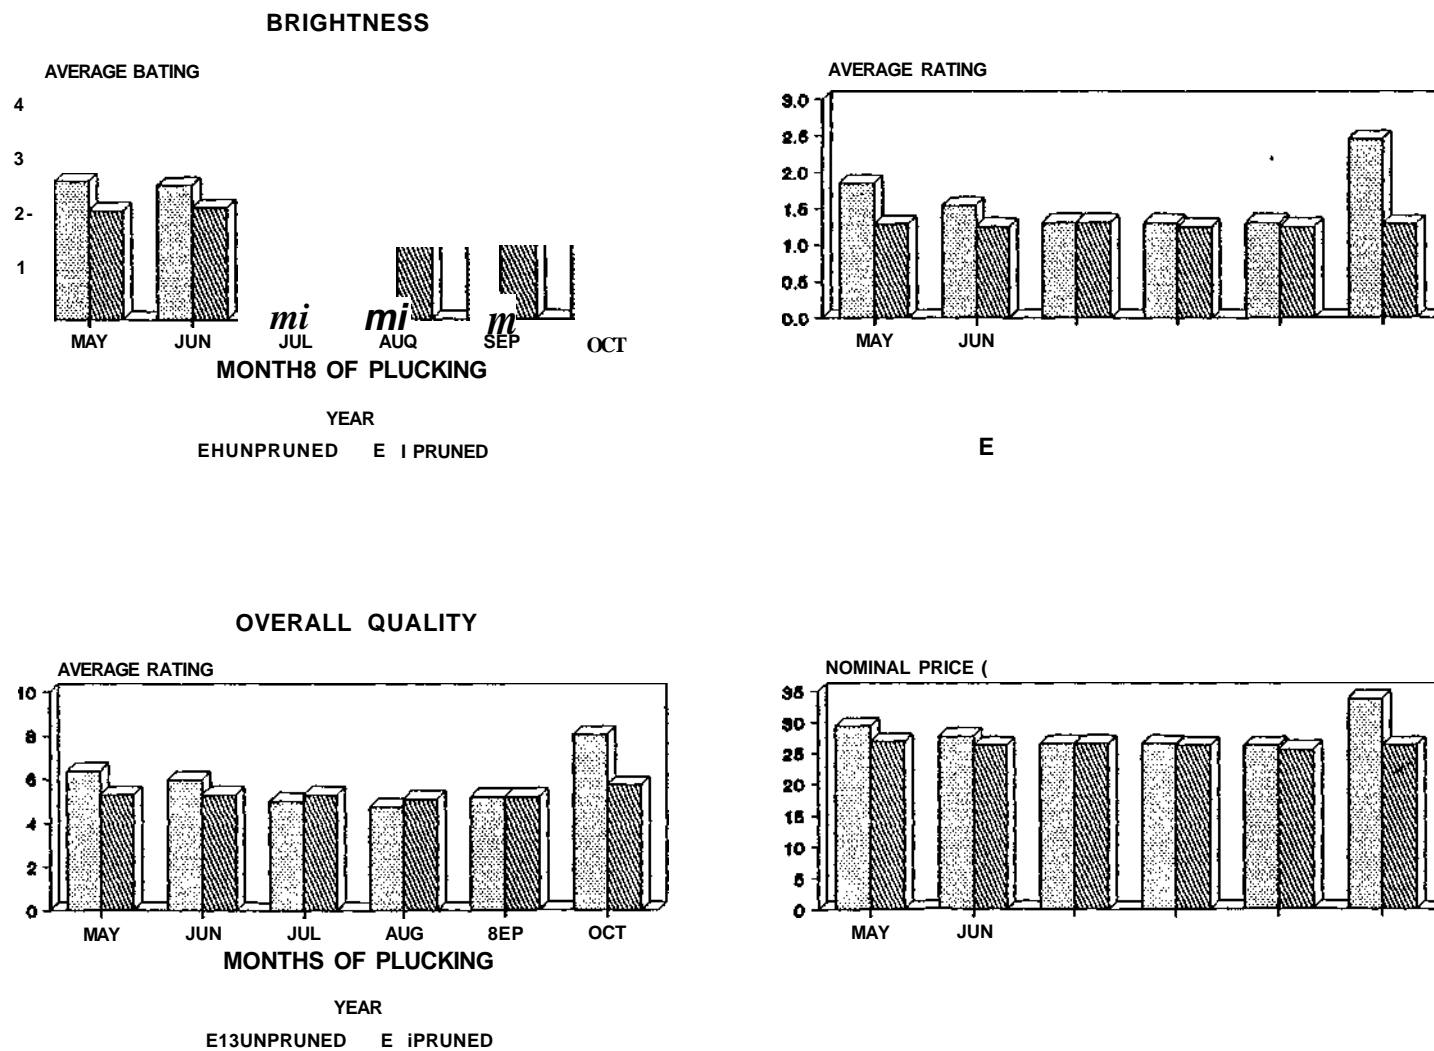 BRIGHTNESS
AVERAGE BATING
4
3
2-
1
mi mi m
MAY JUN JUL AUQ SEP OCT
MONTH8 OF PLUCKING
YEAR
EHUNPRUNED E I PRUNED
AVERAGE RATING
3.0
2.5
2.0
1.5
1.0
0.5
0.0
MAY JUN
E
OVERALL QUALITY
AVERAGE RATING
10
8
6
4
2
0
MAY JUN JUL AUG 8EP OCT
MONTHS OF PLUCKING
YEAR
E13UNPRUNED E iPRUNED
NOMINAL PRICE (
35
30
25
20
15
10
5
0
MAY JUN